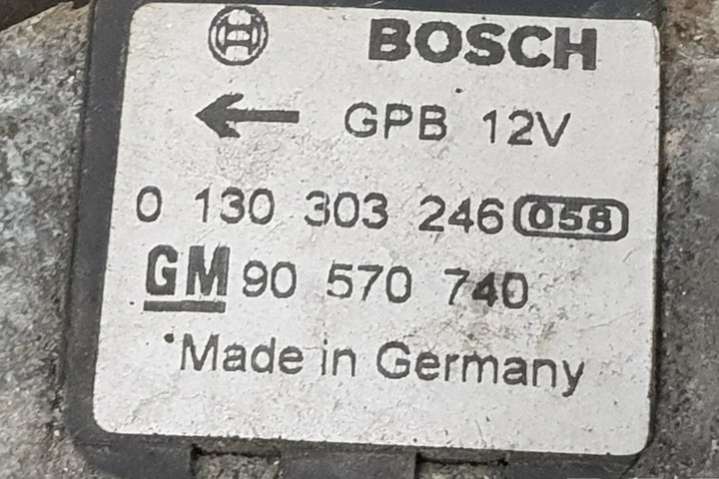 BOSCH
GPB 12V
0 130 303 246 058
GM 90 570 740
Made in Germany